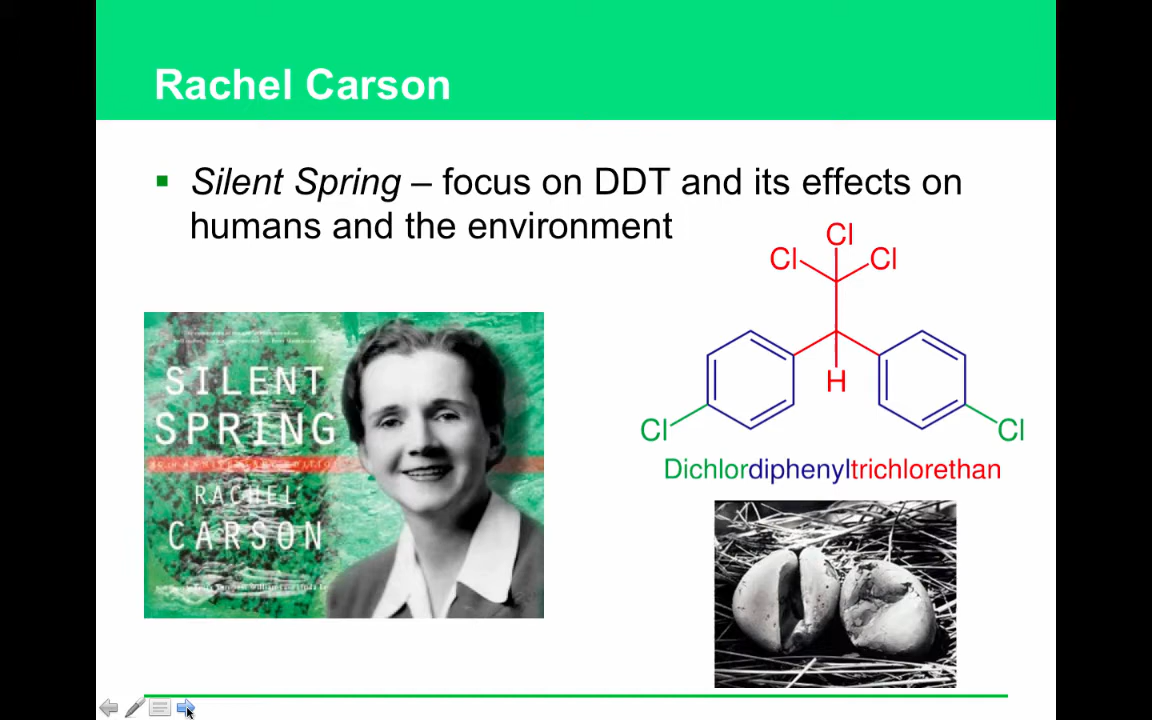 Rachel Carson
▪ Silent Spring – focus on DDT and its effects on
humans and the environment
SILENT
SPRING
RACHEL
CARSON
Cl
Cl
Cl
H
Cl
Cl
Dichlordiphenyltrichlorethan